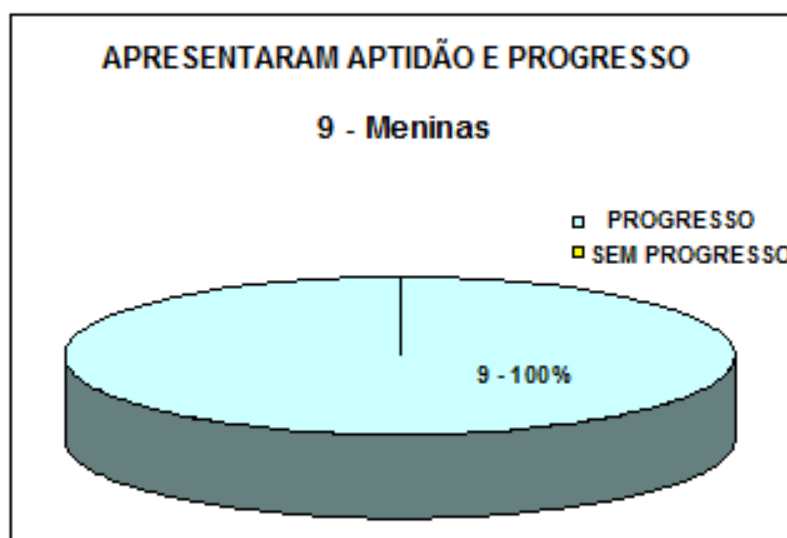 APRESENTARAM APTIDÃO E PROGRESSO
9 - Meninas
PROGRESSO
SEM PROGRESSO
9 - 100%